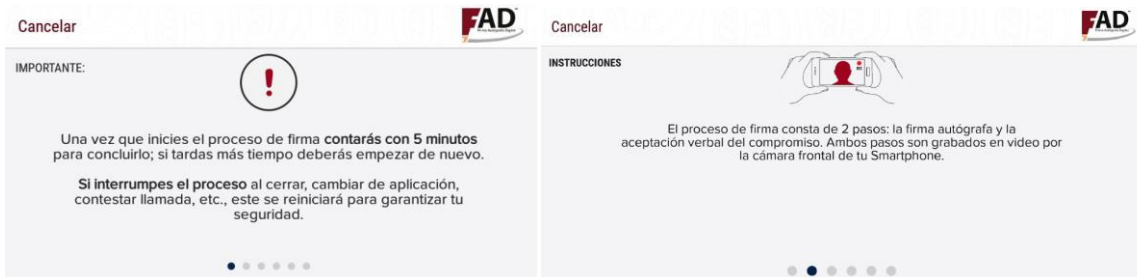 Cancelar
FAD
IMPORTANTE:
Una vez que inicies el proceso de firma contarás con 5 minutos
para concluirlo; si tardas más tiempo deberás empezar de nuevo.
Si interrumpes el proceso al cerrar, cambiar de aplicación,
contestar llamada, etc., este se reiniciará para garantizar tu
seguridad.
Cancelar
FAD
INSTRUCCIONES
El proceso de firma consta de 2 pasos: la firma autógrafa y la
aceptación verbal del compromiso. Ambos pasos son grabados en video por
la cámara frontal de tu Smartphone.